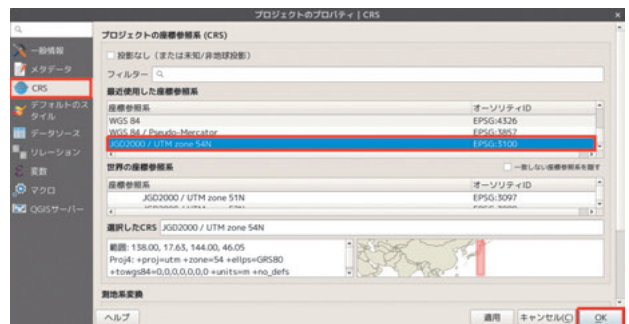 プロジェクトのプロパティ | CRS
プロジェクトの座標参照系 (CRS)
一般情報
メタデータ
CRS
デフォルトのス
タイル
データソース
リレーション
変数
マクロ
QGISサーバー
投影なし（または未知/非地球投影）
フィルター
最近使用した座標参照系
座標参照系 オーソリティID
WGS 84 EPSG:4326
WGS 84 / Pseudo-Mercator EPSG:3857
JGD2000 / UTM zone 54N EPSG:3100
世界の座標参照系 一致しない座標参照系を隠す
座標参照系 オーソリティID
JGD2000 / UTM zone 51N EPSG:3097
選択したCRS JGD2000 / UTM zone 54N
範囲: 138.00, 17.63, 144.00, 46.05
Proj4: +proj=utm +zone=54 +ellps=GRS80
+towgs84=0,0,0,0,0,0,0 +units=m +no_defs
測地系変換
ヘルプ 適用 キャンセル(C) OK